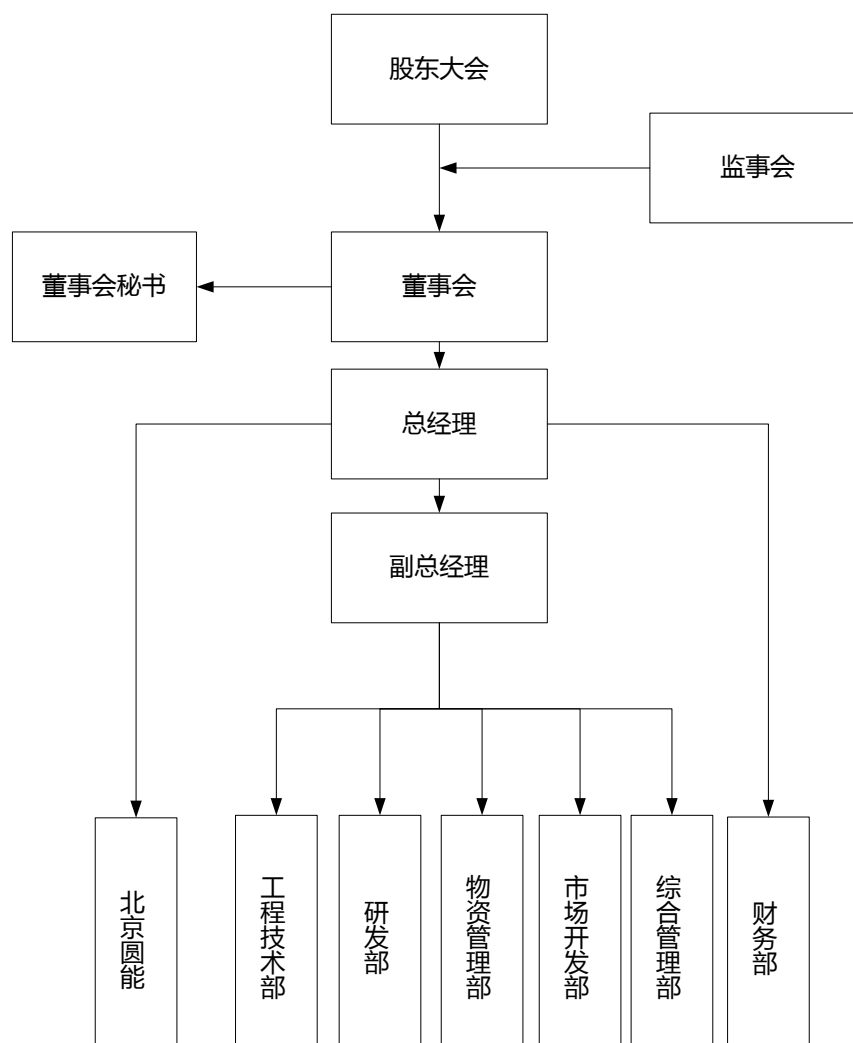 股东大会
监事会
董事会秘书
董事会
总经理
副总经理
北京圆能
工程技术部
研发部
物资管理部
市场开发部
综合管理部
财务部